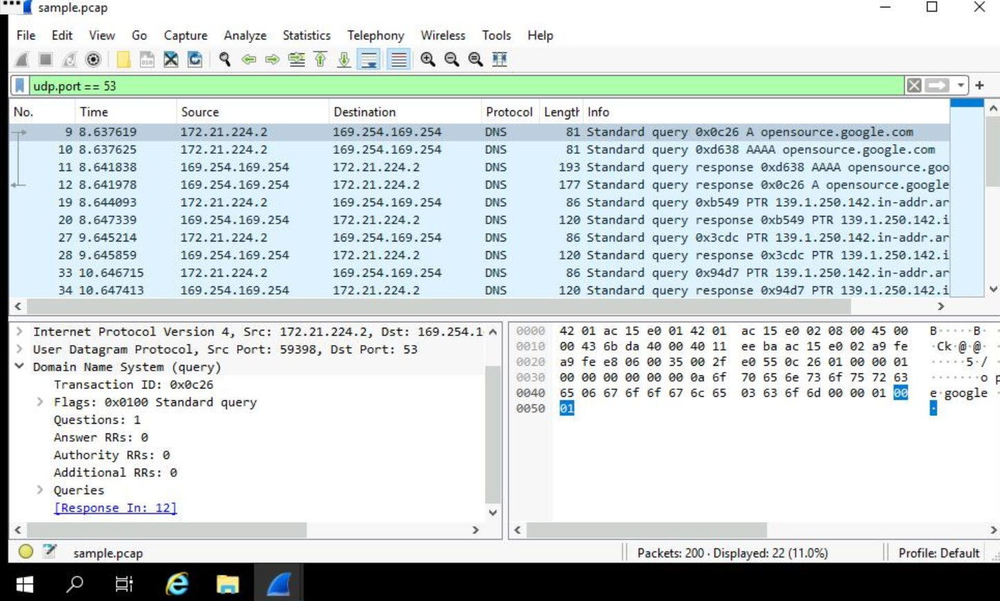 sample.pcap
File Edit View Go Capture Analyze Statistics Telephony Wireless Tools Help
udp.port == 53
No. Time Source Destination Protocol Length Info
9 8.637619 172.21.224.2 169.254.169.254 DNS 81 Standard query 0x0c26 A opensource.google.com
10 8.637625 172.21.224.2 169.254.169.254 DNS 81 Standard query 0xd638 AAAA opensource.google.com
11 8.641838 169.254.169.254 172.21.224.2 DNS 193 Standard query response 0xd638 AAAA opensource.goo
12 8.641978 169.254.169.254 172.21.224.2 DNS 177 Standard query response 0x0c26 A opensource.google
19 8.644093 172.21.224.2 169.254.169.254 DNS 86 Standard query 0xb549 PTR 139.1.250.142.in-addr.ar
20 8.647339 169.254.169.254 172.21.224.2 DNS 120 Standard query response 0xb549 PTR 139.1.250.142.i
27 9.645214 172.21.224.2 169.254.169.254 DNS 86 Standard query 0x3cdc PTR 139.1.250.142.in-addr.ar
28 9.645859 169.254.169.254 172.21.224.2 DNS 120 Standard query response 0x3cdc PTR 139.1.250.142.i
33 10.646715 172.21.224.2 169.254.169.254 DNS 86 Standard query 0x94d7 PTR 139.1.250.142.in-addr.ar
34 10.647413 169.254.169.254 172.21.224.2 DNS 120 Standard query response 0x94d7 PTR 139.1.250.142.i
Internet Protocol Version 4, Src: 172.21.224.2, Dst: 169.254.1
User Datagram Protocol, Src Port: 59398, Dst Port: 53
Domain Name System (query)
Transaction ID: 0x0c26
Flags: 0x0100 Standard query
Questions: 1
Answer RRs: 0
Authority RRs: 0
Additional RRs: 0
Queries
[Response In: 12]
0000 42 01 ac 15 e0 01 42 01 ac 15 e0 02 08 00 45 00 B·····B·
0010 00 43 6b da 40 00 40 11 ee ba ac 15 e0 02 a9 fe ·Ck·@·@·
0020 a9 fe e8 06 00 35 00 2f e0 55 0c 26 01 00 00 01 ·····5·/
0030 00 00 00 00 00 00 0a 6f 70 65 6e 73 6f 75 72 63 ·······o p
0040 65 06 67 6f 6f 67 6c 65 03 63 6f 6d 00 00 01 00 e·google ·
0050 01 ·
sample.pcap Packets: 200 · Displayed: 22 (11.0%) Profile: Default